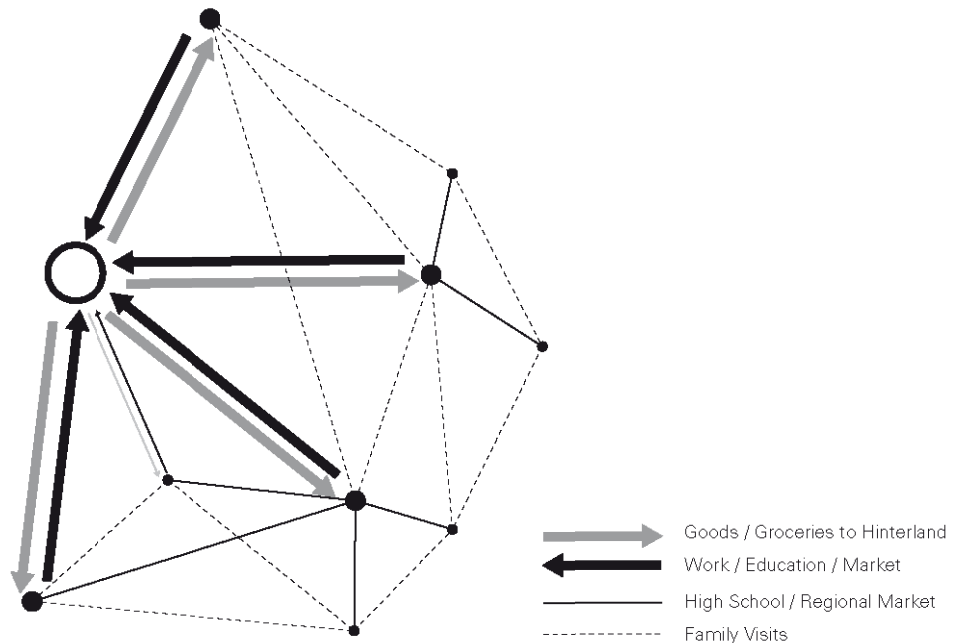 Goods / Groceries to Hinterland
Work / Education / Market
High School / Regional Market
Family Visits